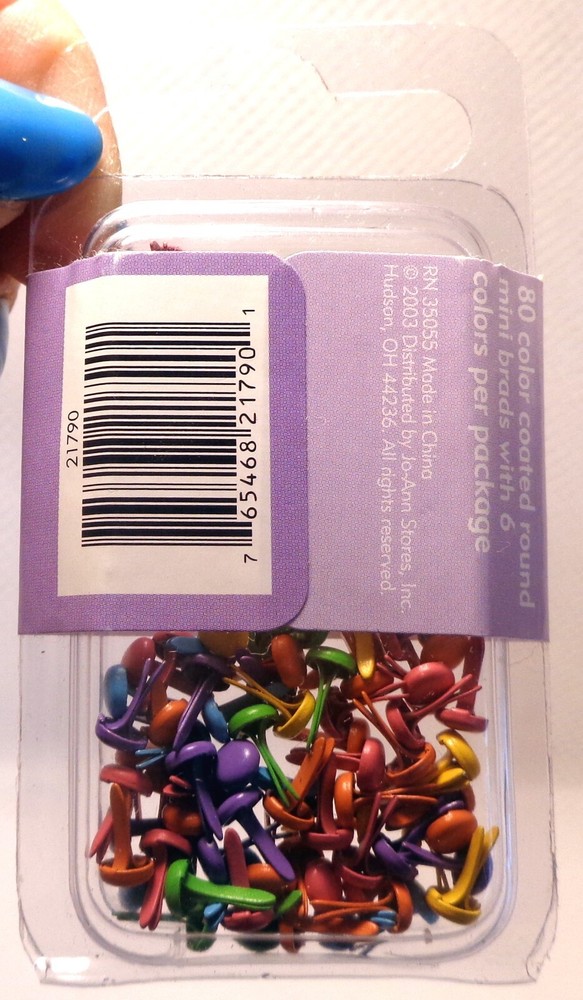 80 color coated round
mini brads with 6
colors per package
RN 35055 Made in China
© 2003 Distributed by Jo-Ann Stores, Inc.
Hudson, OH 44236. All rights reserved.
7 65468 21790 1
21790